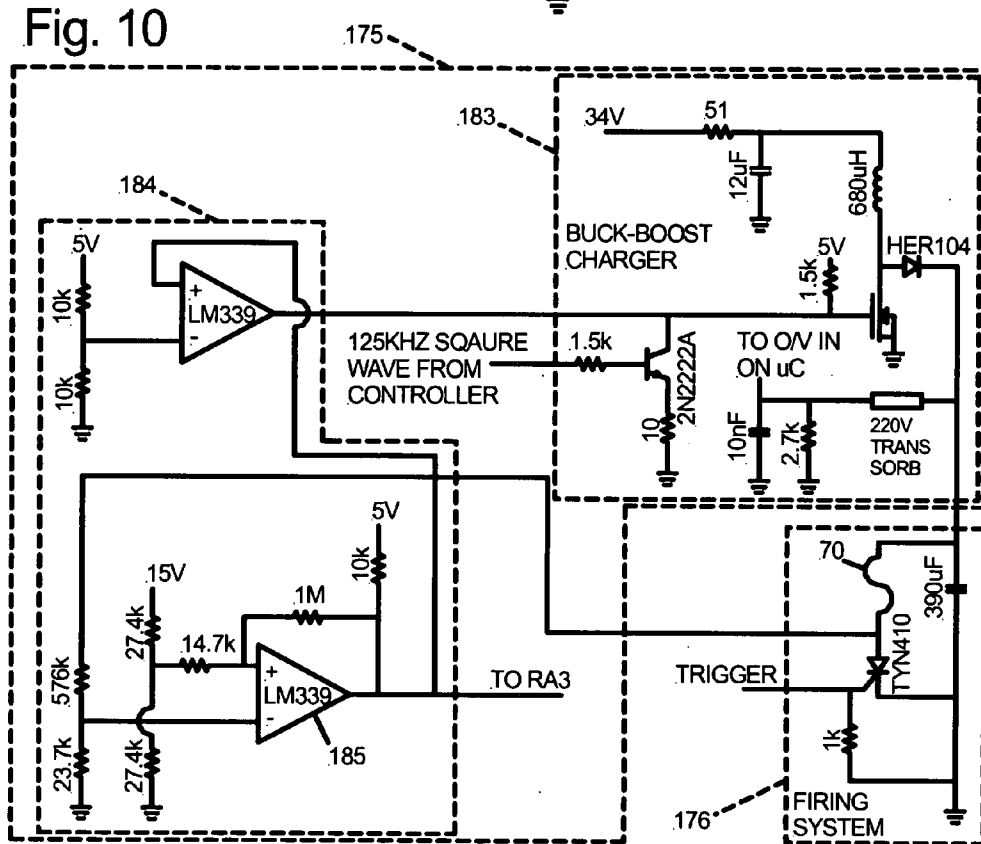 Fig. 10
175
183
34V
51
12uF
680uH
184
5V
10k
10k
+
LM339
-
BUCK-BOOST
CHARGER
5V
1.5k
HER104
125KHZ SQAURE
WAVE FROM
CONTROLLER
1.5k
2N2222A
10
TO O/V IN
ON uC
10nF
2.7k
220V
TRANS
SORB
5V
10k
15V
27.4k
14.7k
1M
576k
+
LM339
-
185
23.7k
27.4k
TO RA3
70
390uF
TYN410
TRIGGER
1k
176
FIRING
SYSTEM